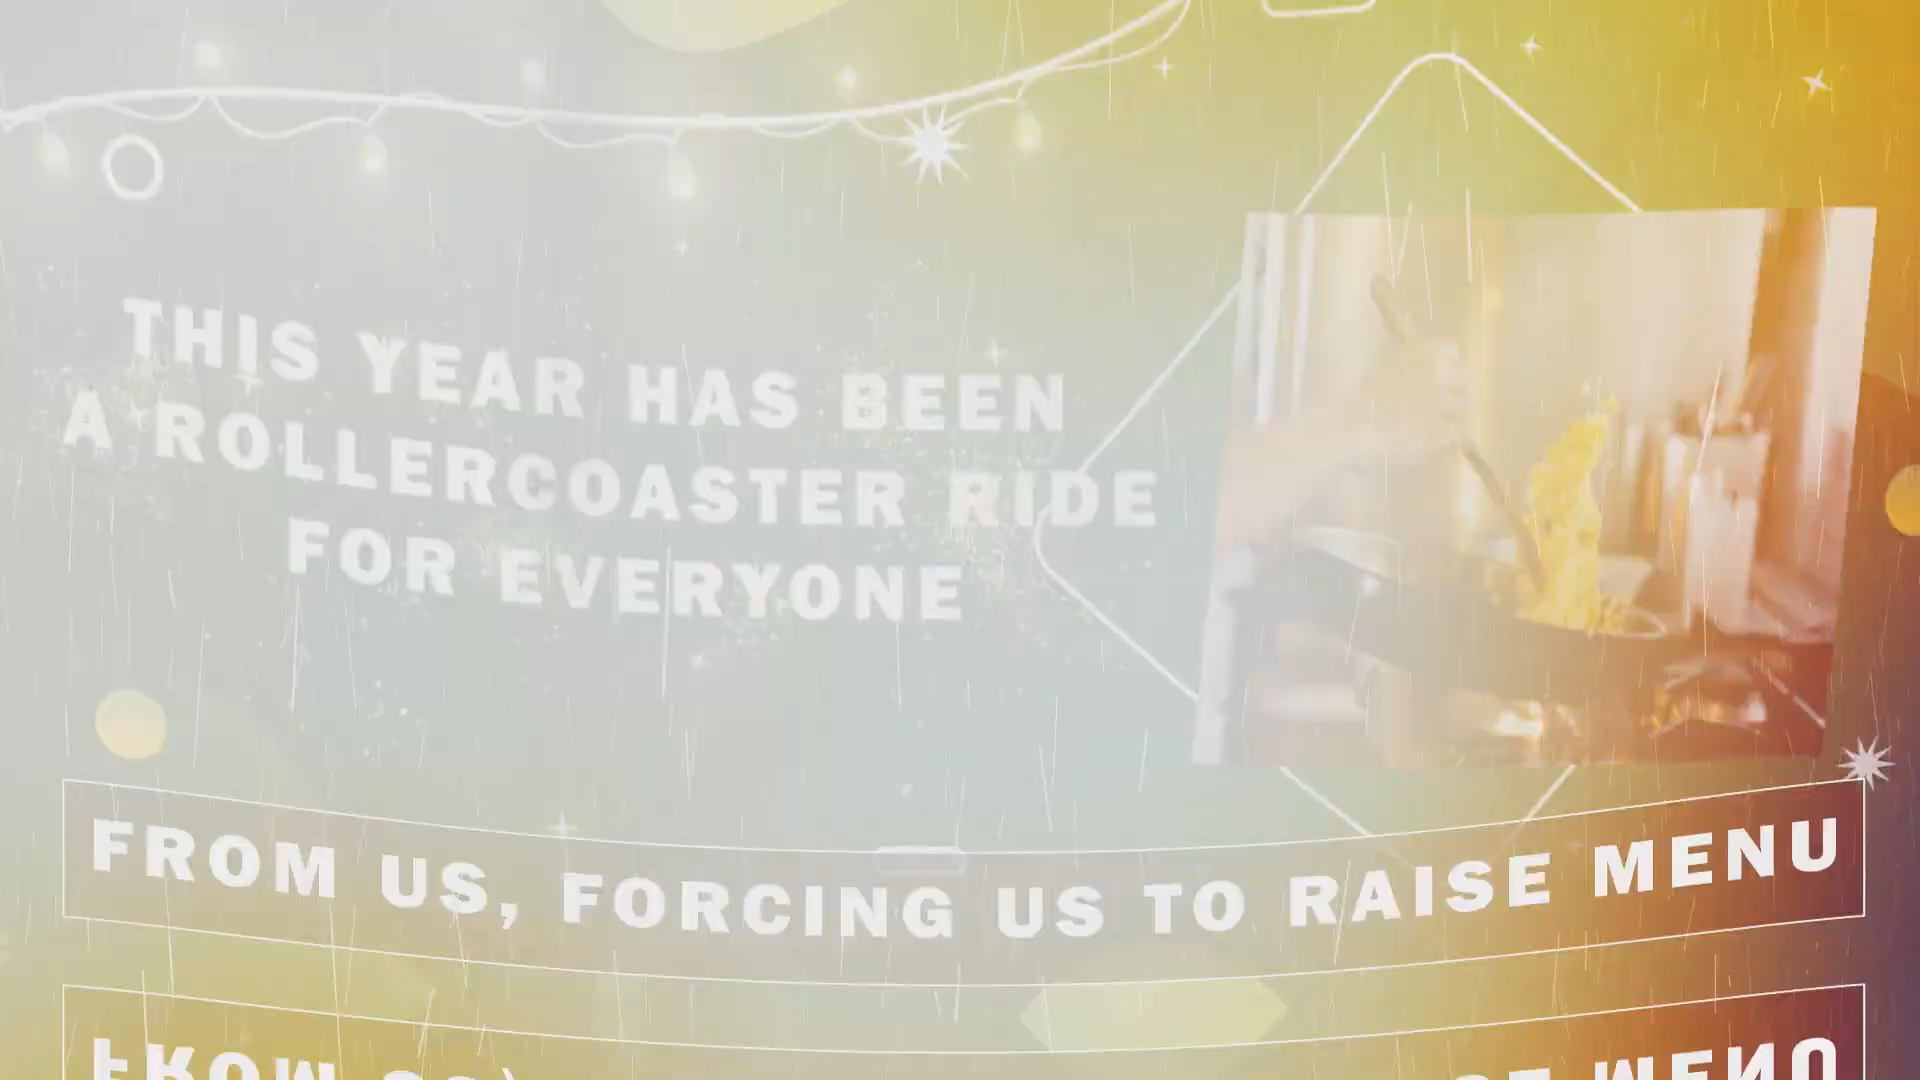 THIS YEAR HAS BEEN
A ROLLERCOASTER RIDE
FOR EVERYONE
FROM US, FORCING US TO RAISE MENU